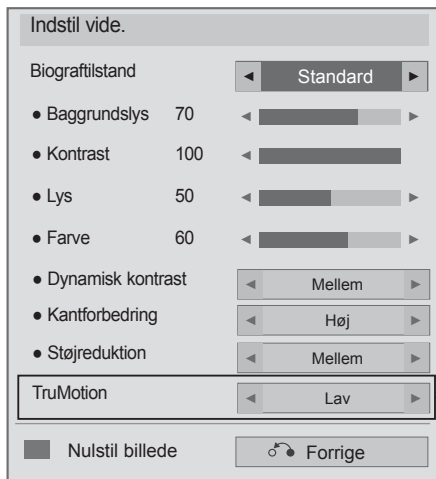 Indstil vide.
Biograftilstand ◄ Standard ►
● Baggrundslys 70 ◄ ►
● Kontrast 100 ◄
● Lys 50 ◄ ►
● Farve 60 ◄ ►
● Dynamisk kontrast ◄ Mellem ►
● Kantforbedring ◄ Høj ►
● Støjreduktion ◄ Mellem ►
TruMotion ◄ Lav ►
Nulstil billede Forrige